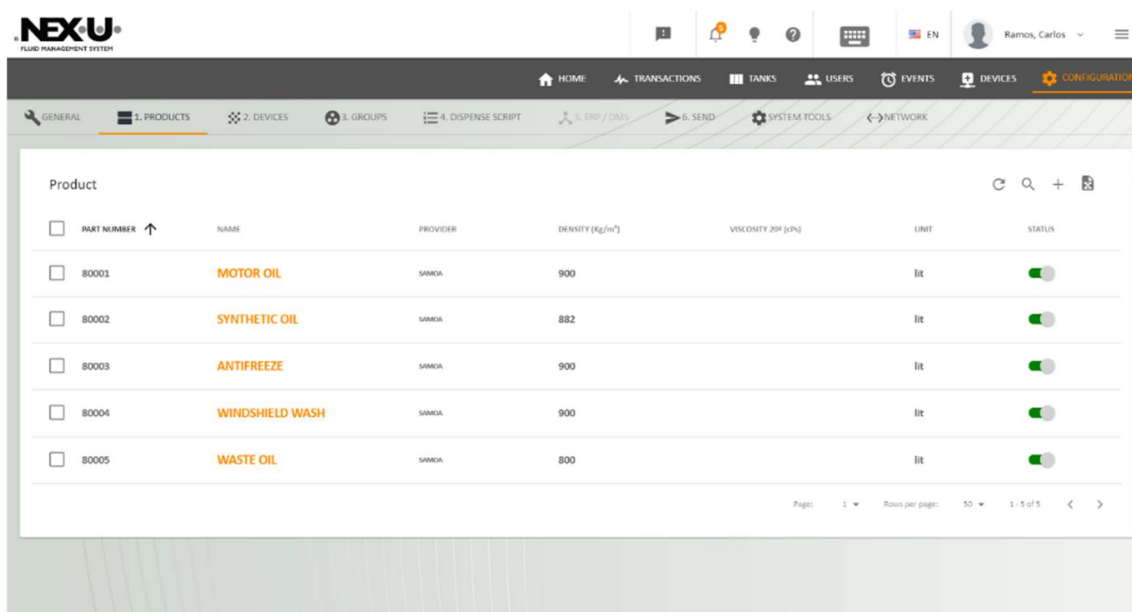 .NEX·U·
FLUID MANAGEMENT SYSTEM
5
EN
Ramos, Carlos
HOME
TRANSACTIONS
TANKS
USERS
EVENTS
DEVICES
CONFIGURATION
GENERAL
1. PRODUCTS
2. DEVICES
3. GROUPS
4. DISPENSE SCRIPT
5. ERP / DMS
6. SEND
SYSTEM TOOLS
NETWORK
Product
PART NUMBER NAME PROVIDER DENSITY (Kg/m³) VISCOSITY 20º (cPs) UNIT STATUS
80001 MOTOR OIL SAMOA 900 lit
80002 SYNTHETIC OIL SAMOA 882 lit
80003 ANTIFREEZE SAMOA 900 lit
80004 WINDSHIELD WASH SAMOA 900 lit
80005 WASTE OIL SAMOA 800 lit
Page: 1 Rows per page: 50 1 - 5 of 5